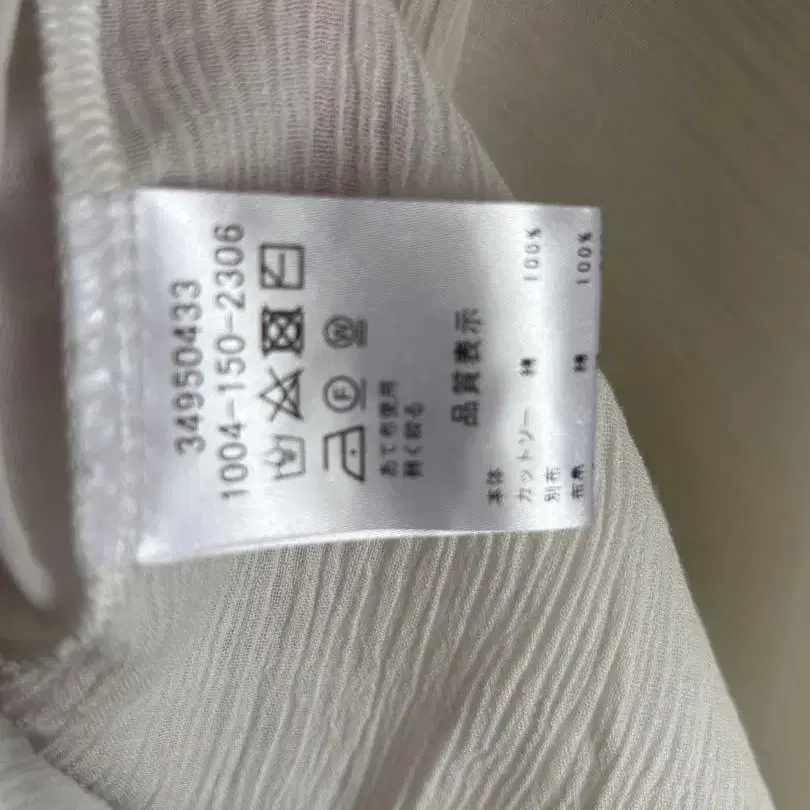 34950433
1004-150-2306
F W
あて布使用
軽く絞る
品質表示
本体
カットソー 綿 100%
別布
布帛 綿 100%